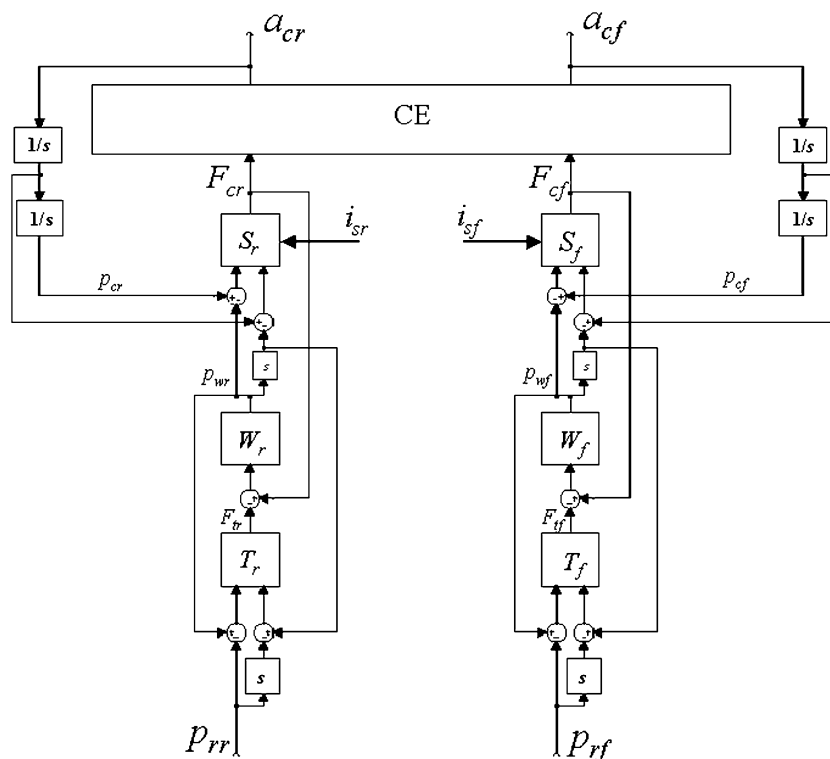 a_cr a_cf
CE
1/s 1/s
F_cr F_cf
1/s 1/s
i_sr i_sf
S_r S_f
p_cr p_cf
+ - - +
+ - - +
p_wr s p_wf s
W_r W_f
- + - +
F_tr F_tf
T_r T_f
+ - - + + - - +
s s
p_rr p_rf